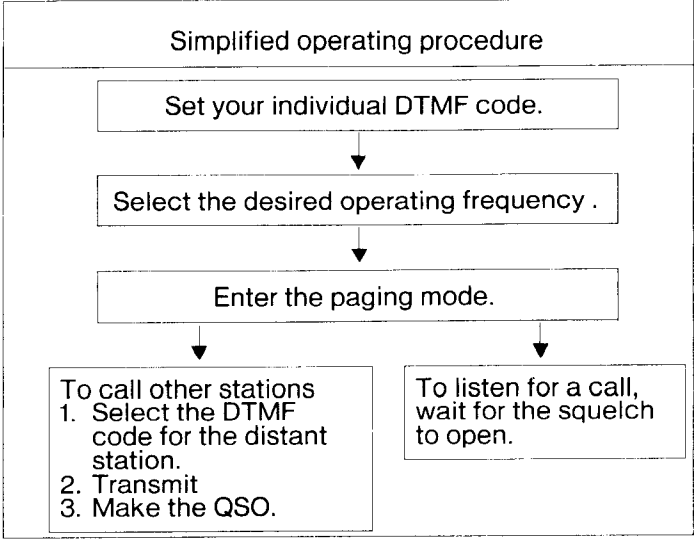 Simplified operating procedure
Set your individual DTMF code.
Select the desired operating frequency .
Enter the paging mode.
To call other stations
1. Select the DTMF
code for the distant
station.
2. Transmit
3. Make the QSO.
To listen for a call,
wait for the squelch
to open.